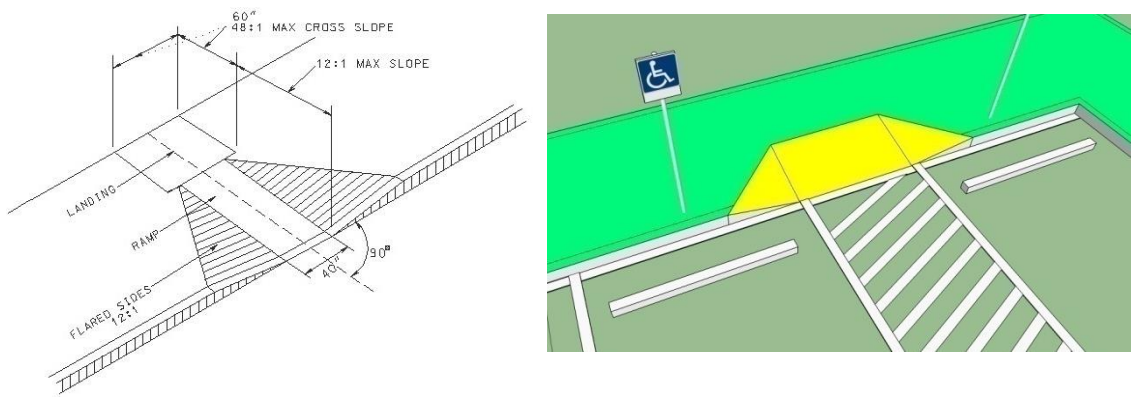 60"
48:1 MAX CROSS SLOPE
12:1 MAX SLOPE
LANDING
RAMP
90°
40"
FLARED SIDES
12:1